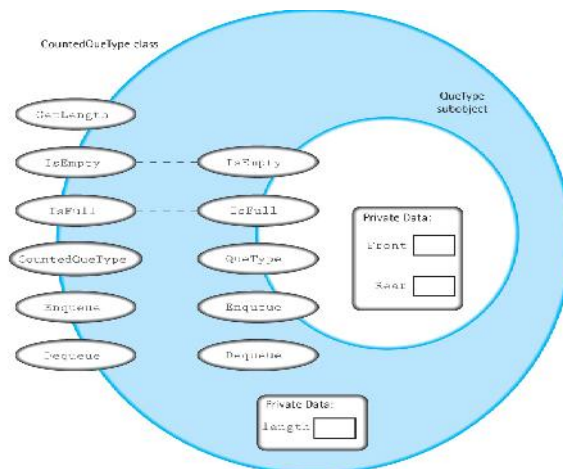 CountedQueType class
QueType
subobject
GetLength
IsEmpty
IsEmpty
IsFull
IsFull
Private Data:
Front
CountedQueType
QueType
Rear
Enqueue
Enqueue
Dequeue
Dequeue
Private Data:
length